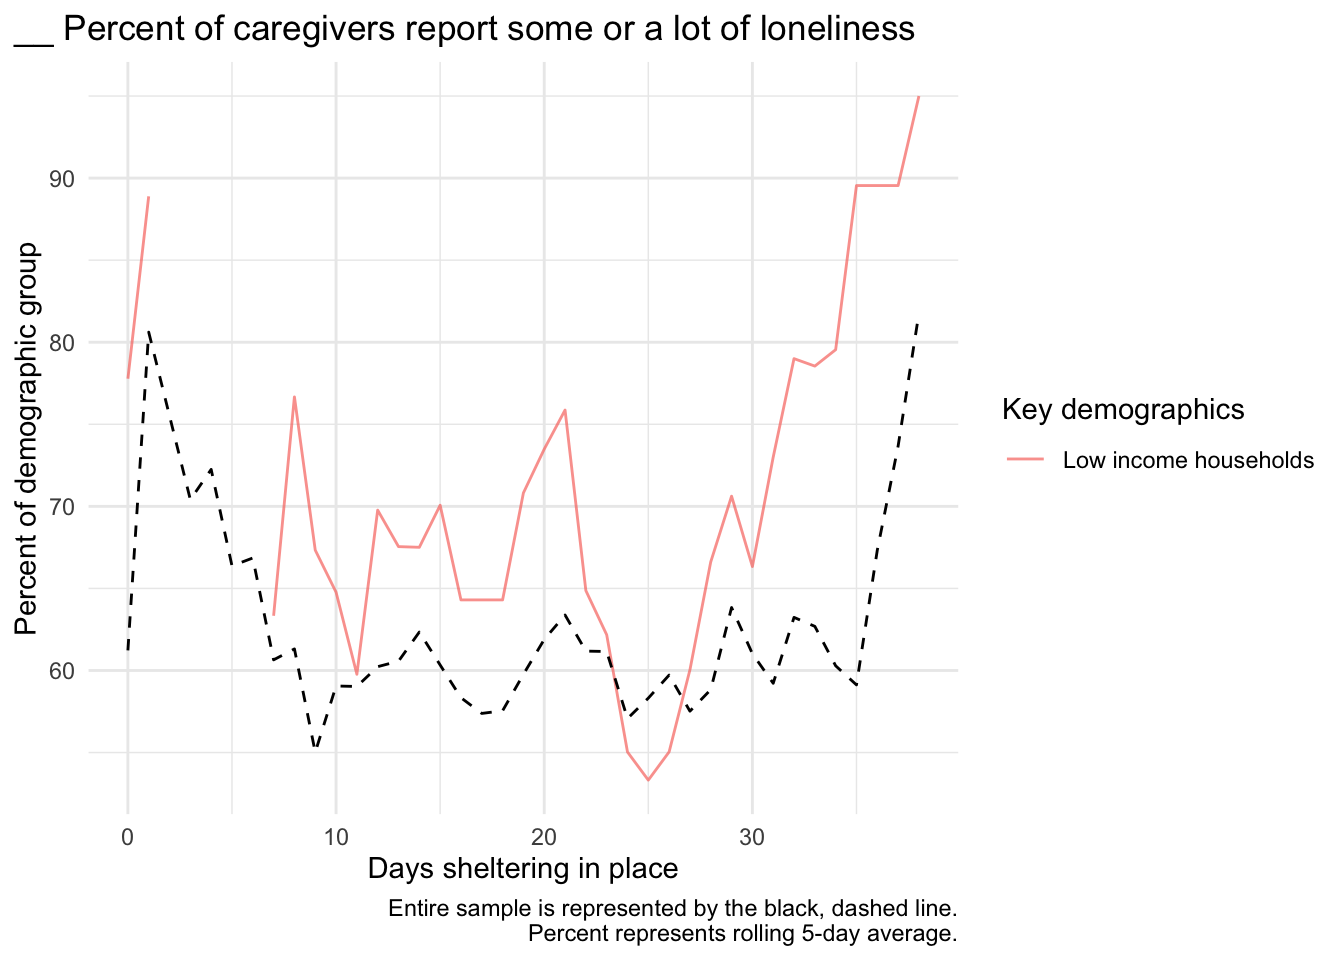 __ Percent of caregivers report some or a lot of loneliness
Percent of demographic group
90
80
70
60
0 10 20 30
Days sheltering in place
Key demographics
Low income households
Entire sample is represented by the black, dashed line.
Percent represents rolling 5-day average.